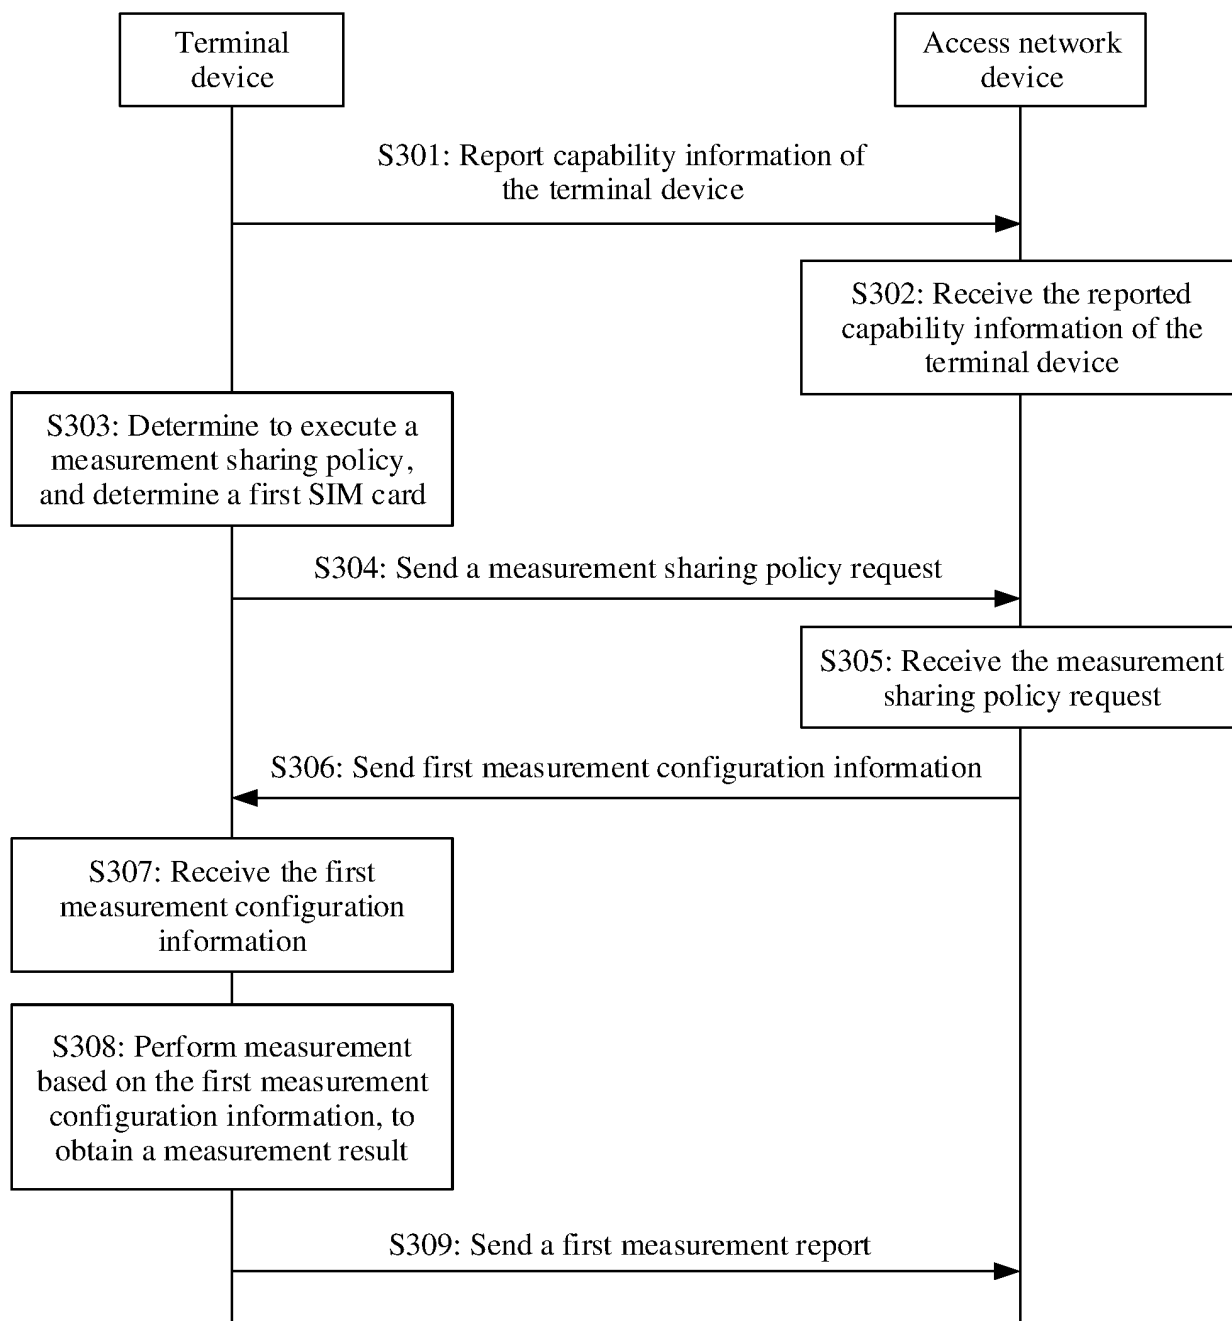 Terminal
device
Access network
device
S301: Report capability information of
the terminal device
S302: Receive the reported
capability information of the
terminal device
S303: Determine to execute a
measurement sharing policy,
and determine a first SIM card
S304: Send a measurement sharing policy request
S305: Receive the measurement
sharing policy request
S306: Send first measurement configuration information
S307: Receive the first
measurement configuration
information
S308: Perform measurement
based on the first measurement
configuration information, to
obtain a measurement result
S309: Send a first measurement report